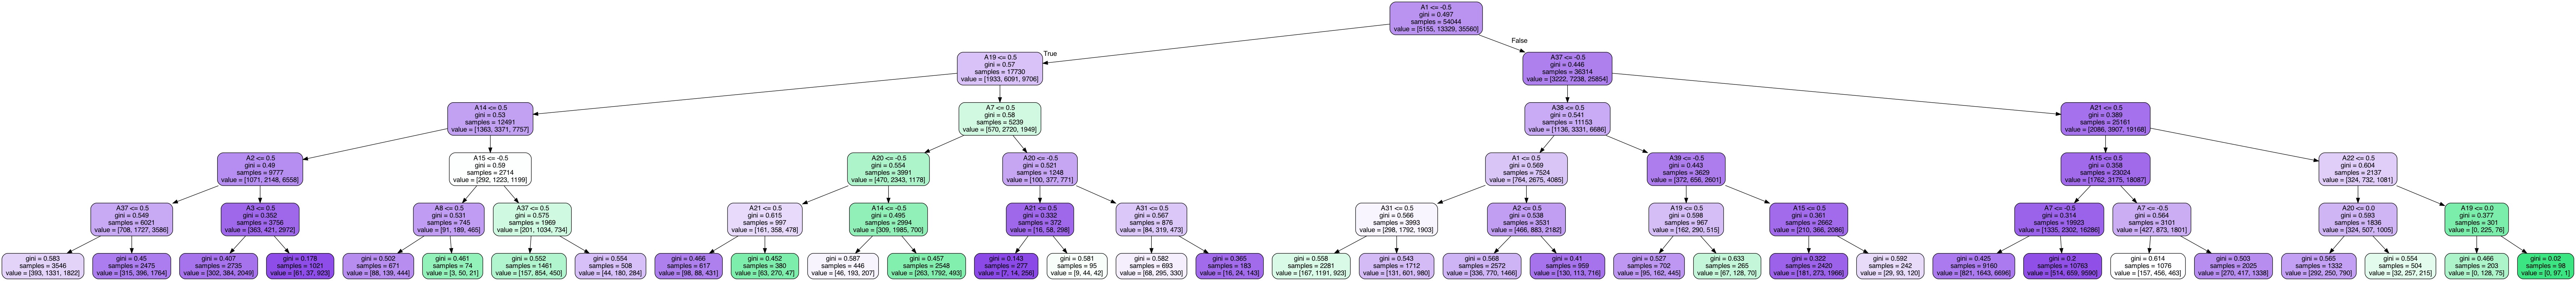 A1 <= -0.5
gini = 0.497
samples = 54044
value = [5155, 13329, 35560]
True
False
A19 <= 0.5
gini = 0.57
samples = 17730
value = [1933, 6091, 9706]
A37 <= -0.5
gini = 0.446
samples = 36314
value = [3222, 7238, 25854]
A14 <= 0.5
gini = 0.53
samples = 12491
value = [1363, 3371, 7757]
A7 <= 0.5
gini = 0.58
samples = 5239
value = [570, 2720, 1949]
A38 <= 0.5
gini = 0.541
samples = 11153
value = [1136, 3331, 6686]
A21 <= 0.5
gini = 0.389
samples = 25161
value = [2086, 3907, 19168]
A2 <= 0.5
gini = 0.49
samples = 9777
value = [1071, 2148, 6558]
A15 <= -0.5
gini = 0.59
samples = 2714
value = [292, 1223, 1199]
A20 <= -0.5
gini = 0.554
samples = 3991
value = [470, 2343, 1178]
A20 <= -0.5
gini = 0.521
samples = 1248
value = [100, 377, 771]
A1 <= 0.5
gini = 0.569
samples = 7524
value = [764, 2675, 4085]
A39 <= -0.5
gini = 0.443
samples = 3629
value = [372, 656, 2601]
A15 <= 0.5
gini = 0.358
samples = 23024
value = [1762, 3175, 18087]
A22 <= 0.5
gini = 0.604
samples = 2137
value = [324, 732, 1081]
A37 <= 0.5
gini = 0.549
samples = 6021
value = [708, 1727, 3586]
A3 <= 0.5
gini = 0.352
samples = 3756
value = [363, 421, 2972]
A8 <= 0.5
gini = 0.531
samples = 745
value = [91, 189, 465]
A37 <= 0.5
gini = 0.575
samples = 1969
value = [201, 1034, 734]
A21 <= 0.5
gini = 0.615
samples = 997
value = [161, 358, 478]
A14 <= -0.5
gini = 0.495
samples = 2994
value = [309, 1985, 700]
A21 <= 0.5
gini = 0.332
samples = 372
value = [16, 58, 298]
A31 <= 0.5
gini = 0.567
samples = 876
value = [84, 319, 473]
A31 <= 0.5
gini = 0.566
samples = 3993
value = [298, 1792, 1903]
A2 <= 0.5
gini = 0.538
samples = 3531
value = [466, 883, 2182]
A19 <= 0.5
gini = 0.598
samples = 967
value = [162, 290, 515]
A15 <= 0.5
gini = 0.361
samples = 2662
value = [210, 366, 2086]
A7 <= -0.5
gini = 0.314
samples = 19923
value = [1335, 2302, 16286]
A7 <= -0.5
gini = 0.564
samples = 3101
value = [427, 873, 1801]
A20 <= 0.0
gini = 0.593
samples = 1836
value = [324, 507, 1005]
A19 <= 0.0
gini = 0.377
samples = 301
value = [0, 225, 76]
gini = 0.583
samples = 3546
value = [393, 1331, 1822]
gini = 0.45
samples = 2475
value = [315, 396, 1764]
gini = 0.407
samples = 2735
value = [302, 384, 2049]
gini = 0.178
samples = 1021
value = [61, 37, 923]
gini = 0.502
samples = 671
value = [88, 139, 444]
gini = 0.461
samples = 74
value = [3, 50, 21]
gini = 0.552
samples = 1461
value = [157, 854, 450]
gini = 0.554
samples = 508
value = [44, 180, 284]
gini = 0.466
samples = 617
value = [98, 88, 431]
gini = 0.452
samples = 380
value = [63, 270, 47]
gini = 0.587
samples = 446
value = [46, 193, 207]
gini = 0.457
samples = 2548
value = [263, 1792, 493]
gini = 0.143
samples = 277
value = [7, 14, 256]
gini = 0.581
samples = 95
value = [9, 44, 42]
gini = 0.582
samples = 693
value = [68, 295, 330]
gini = 0.365
samples = 183
value = [16, 24, 143]
gini = 0.558
samples = 2281
value = [167, 1191, 923]
gini = 0.543
samples = 1712
value = [131, 601, 980]
gini = 0.568
samples = 2572
value = [336, 770, 1466]
gini = 0.41
samples = 959
value = [130, 113, 716]
gini = 0.527
samples = 702
value = [95, 162, 445]
gini = 0.633
samples = 265
value = [67, 128, 70]
gini = 0.322
samples = 2420
value = [181, 273, 1966]
gini = 0.592
samples = 242
value = [29, 93, 120]
gini = 0.425
samples = 9160
value = [821, 1643, 6696]
gini = 0.2
samples = 10763
value = [514, 659, 9590]
gini = 0.614
samples = 1076
value = [157, 456, 463]
gini = 0.503
samples = 2025
value = [270, 417, 1338]
gini = 0.565
samples = 1332
value = [292, 250, 790]
gini = 0.554
samples = 504
value = [32, 257, 215]
gini = 0.466
samples = 203
value = [0, 128, 75]
gini = 0.02
samples = 98
value = [0, 97, 1]